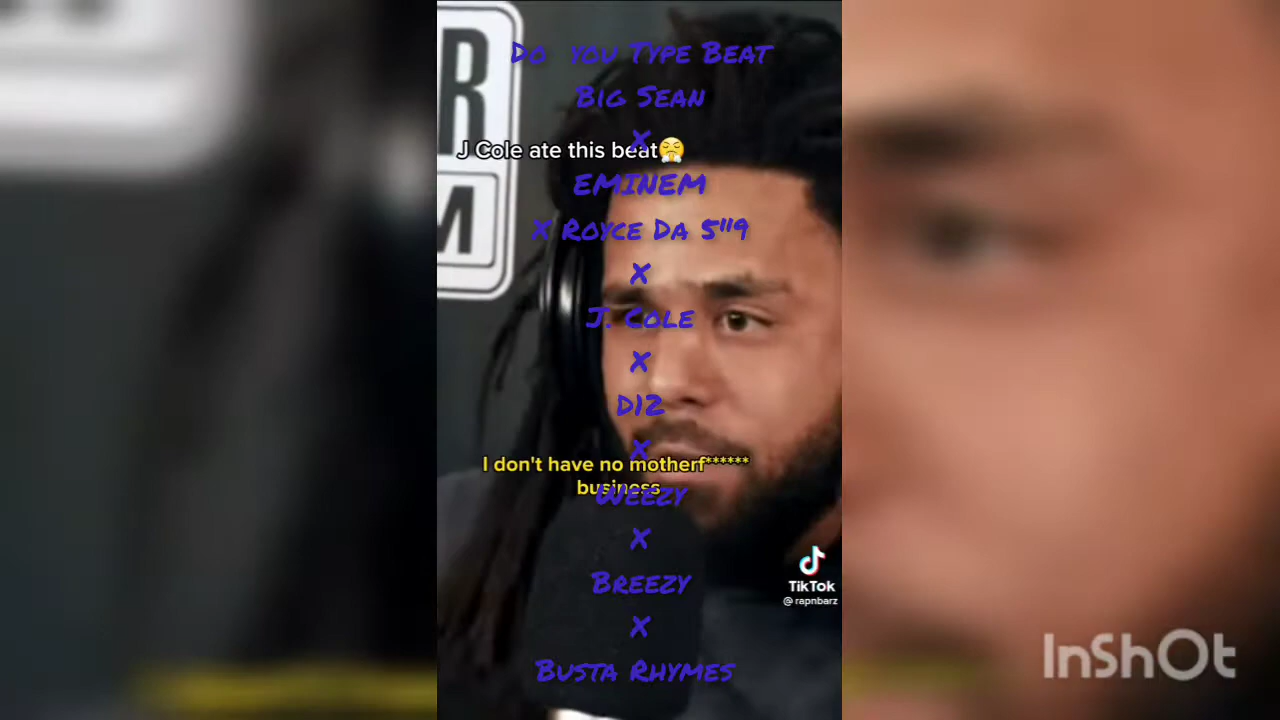 R
M
Do you Type Beat
Big Sean
X
J Cole ate this beat😤
EMINEM
X Royce Da 5"9
X
J. Cole
X
D12
X
I don't have no motherf******
business
Weezy
X
Breezy
X
Busta Rhymes
TikTok
@rapnbarz
InShOt